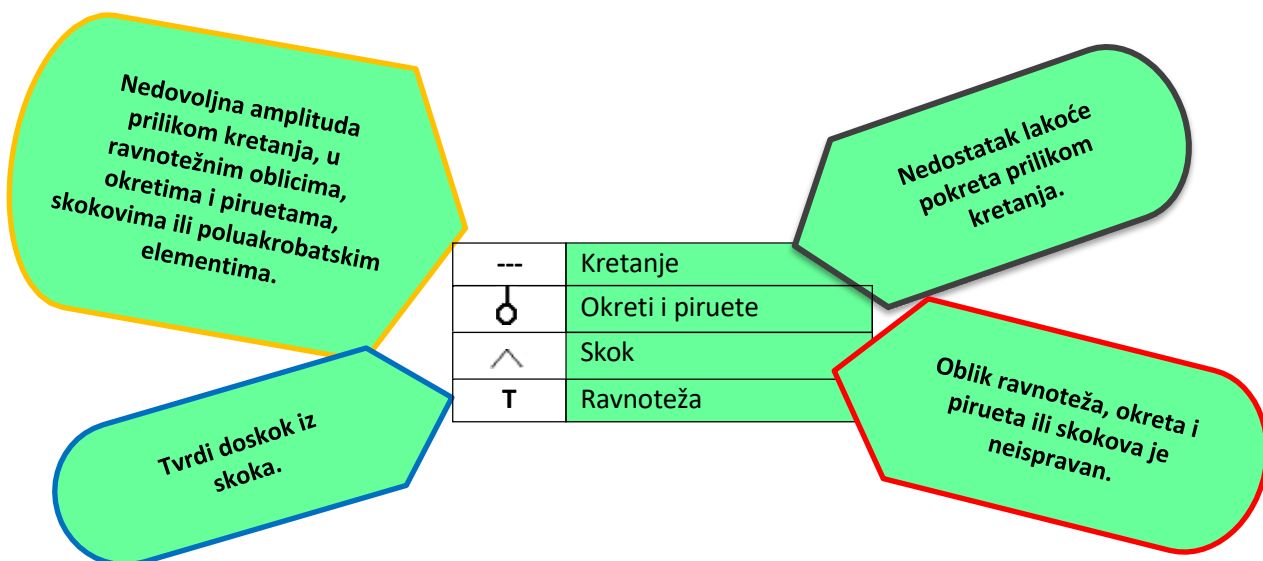 Nedovoljna amplituda
prilikom kretanja, u
ravnotežnim oblicima,
okretima i piruetama,
skokovima ili poluakrobatskim
elementima.
Nedostatak lakoće
pokreta prilikom
kretanja.
--- Kretanje
Okreti i piruete
Skok
T Ravnoteža
Tvrdi doskok iz
skoka.
Oblik ravnoteža, okreta i
pirueta ili skokova je
neispravan.